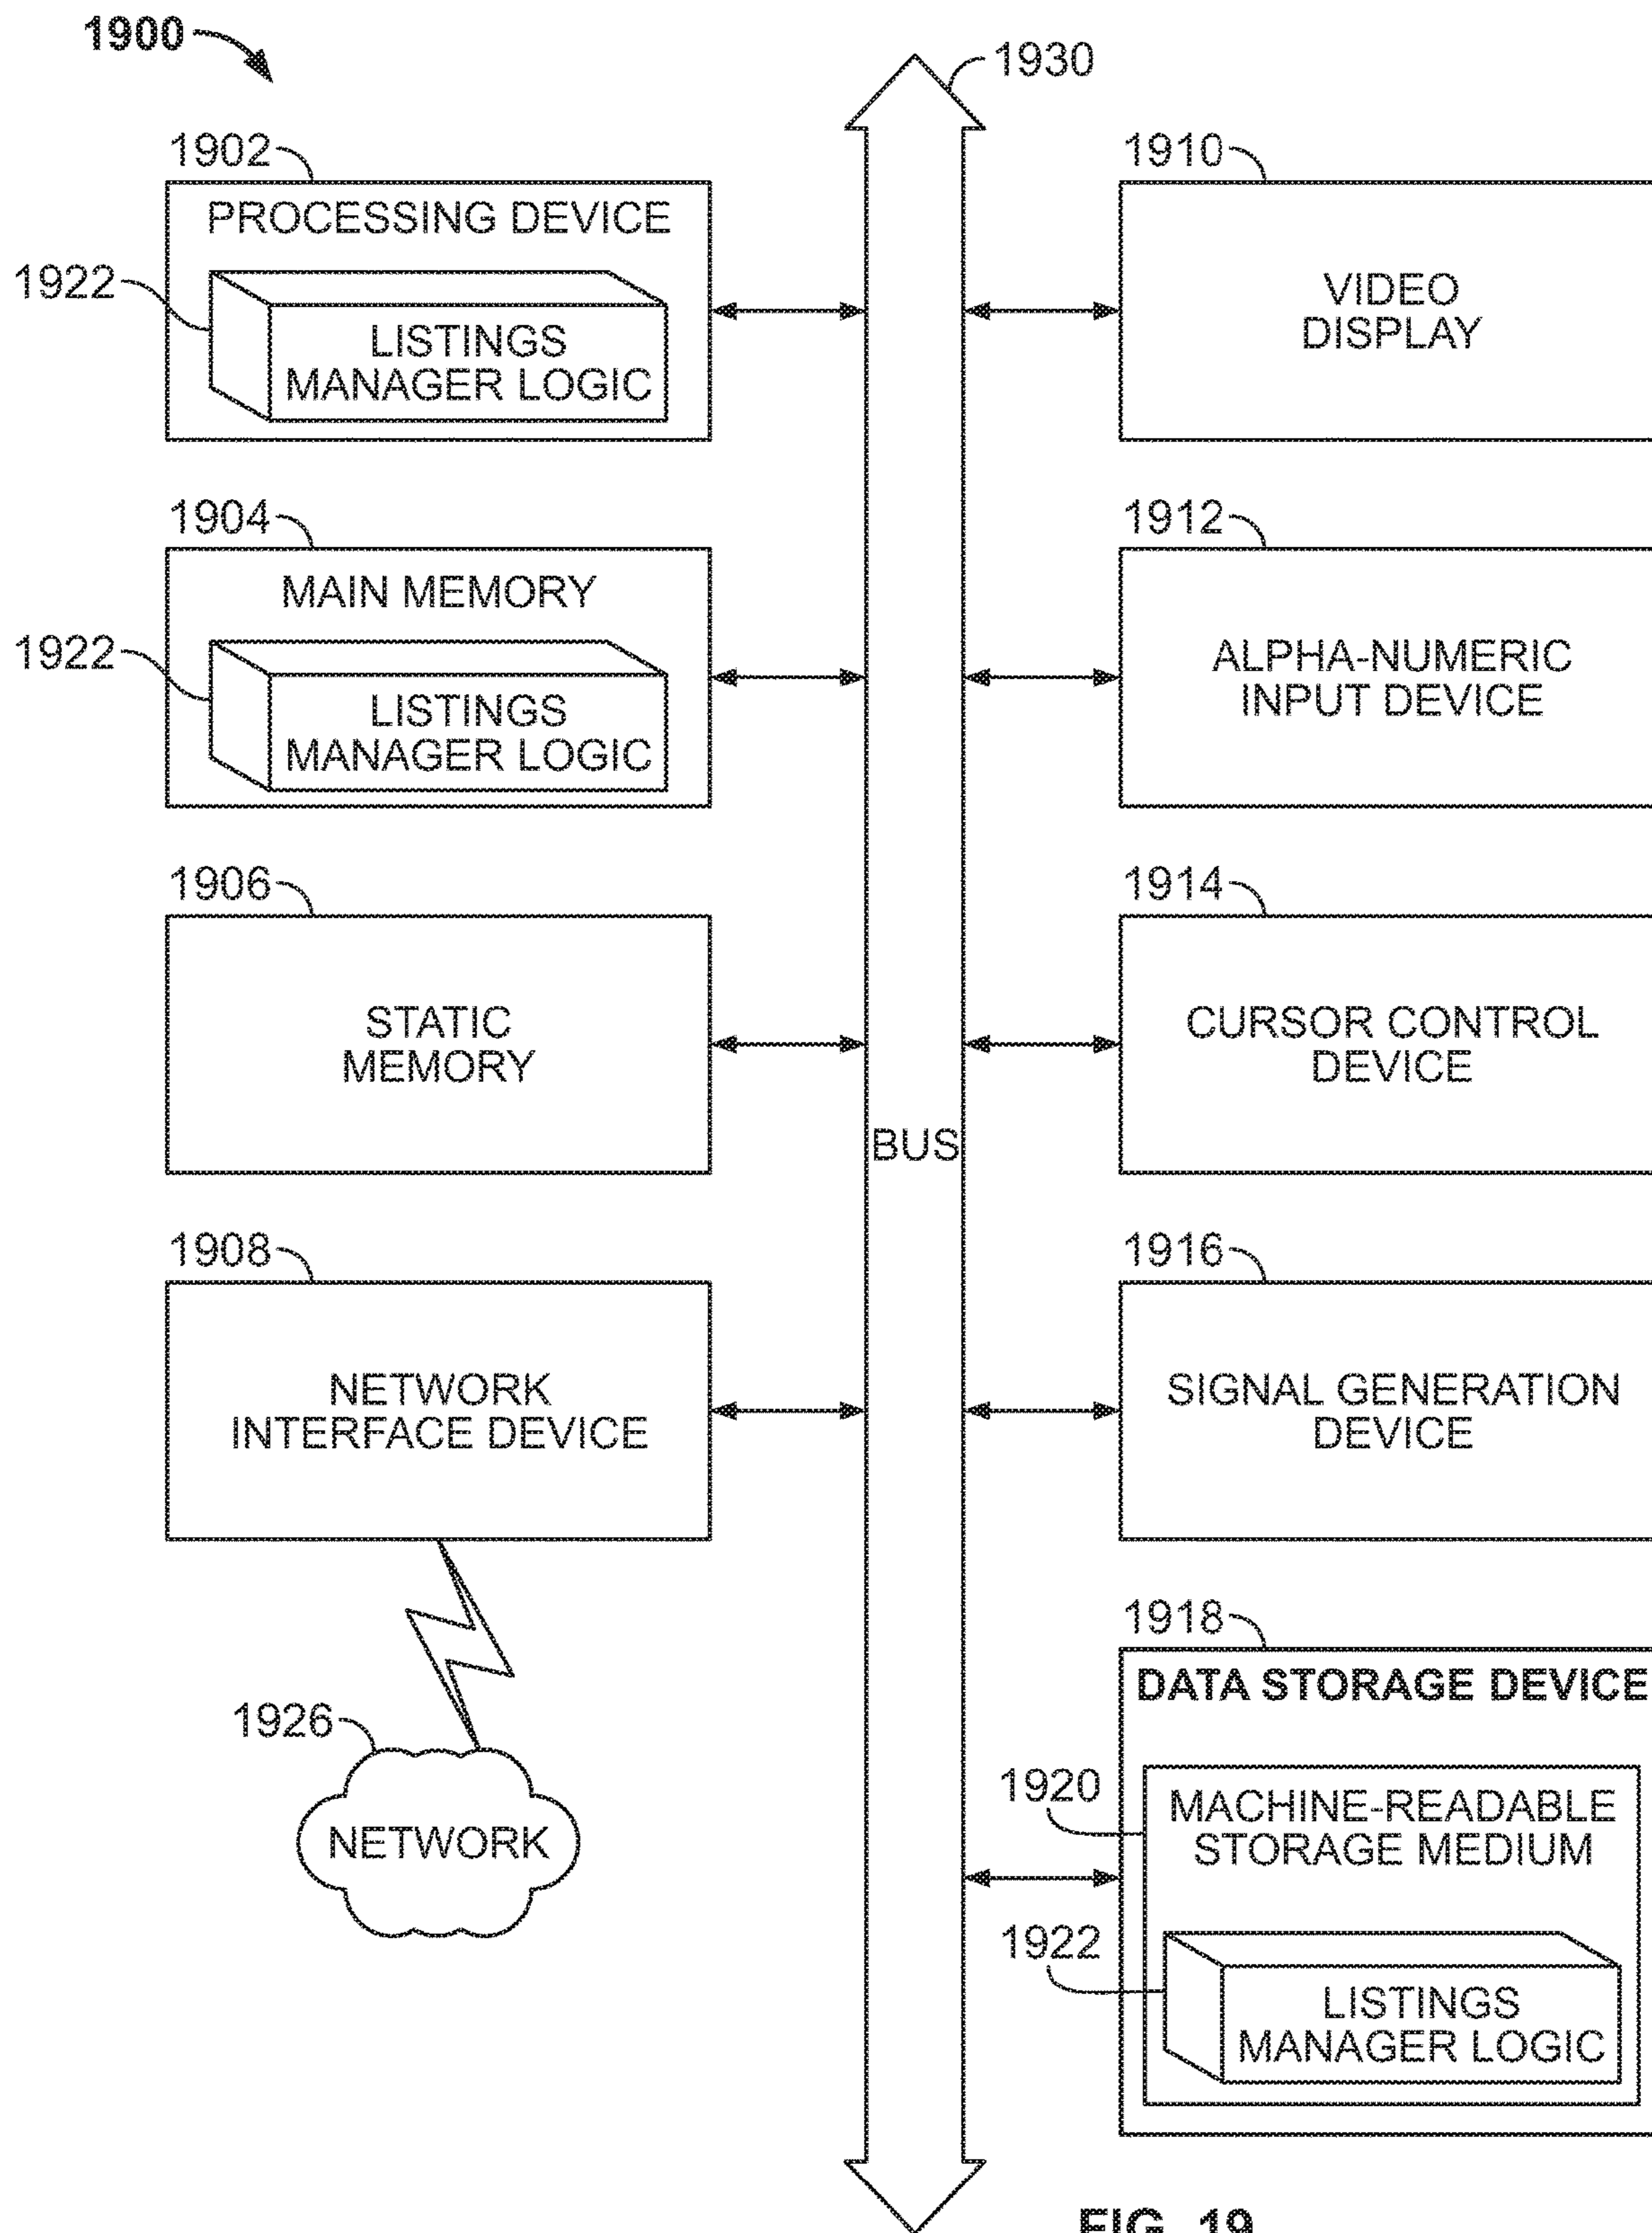 1900
1930
1902
PROCESSING DEVICE
1922
LISTINGS
MANAGER LOGIC
1910
VIDEO
DISPLAY
1904
MAIN MEMORY
1922
LISTINGS
MANAGER LOGIC
1912
ALPHA-NUMERIC
INPUT DEVICE
1906
STATIC
MEMORY
1914
CURSOR CONTROL
DEVICE
BUS
1908
NETWORK
INTERFACE DEVICE
1916
SIGNAL GENERATION
DEVICE
1926
NETWORK
1918
DATA STORAGE DEVICE
1920
MACHINE-READABLE
STORAGE MEDIUM
1922
LISTINGS
MANAGER LOGIC
FIG. 19